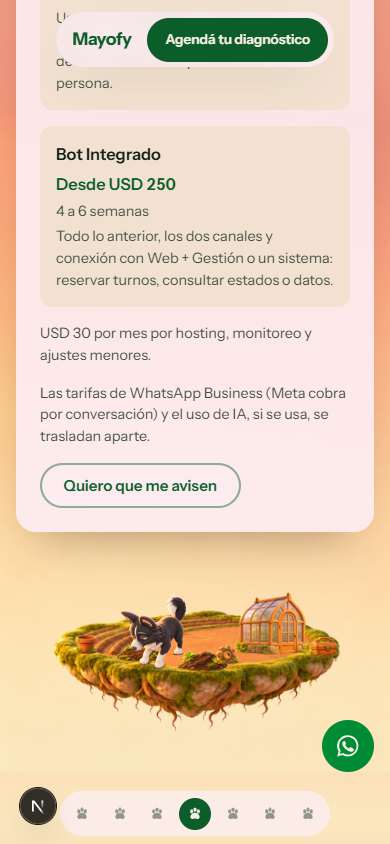 Mayofy
Agendá tu diagnóstico
persona.
Bot Integrado
Desde USD 250
4 a 6 semanas
Todo lo anterior, los dos canales y
conexión con Web + Gestión o un sistema:
reservar turnos, consultar estados o datos.
USD 30 por mes por hosting, monitoreo y
ajustes menores.
Las tarifas de WhatsApp Business (Meta cobra
por conversación) y el uso de IA, si se usa, se
trasladan aparte.
Quiero que me avisen
N